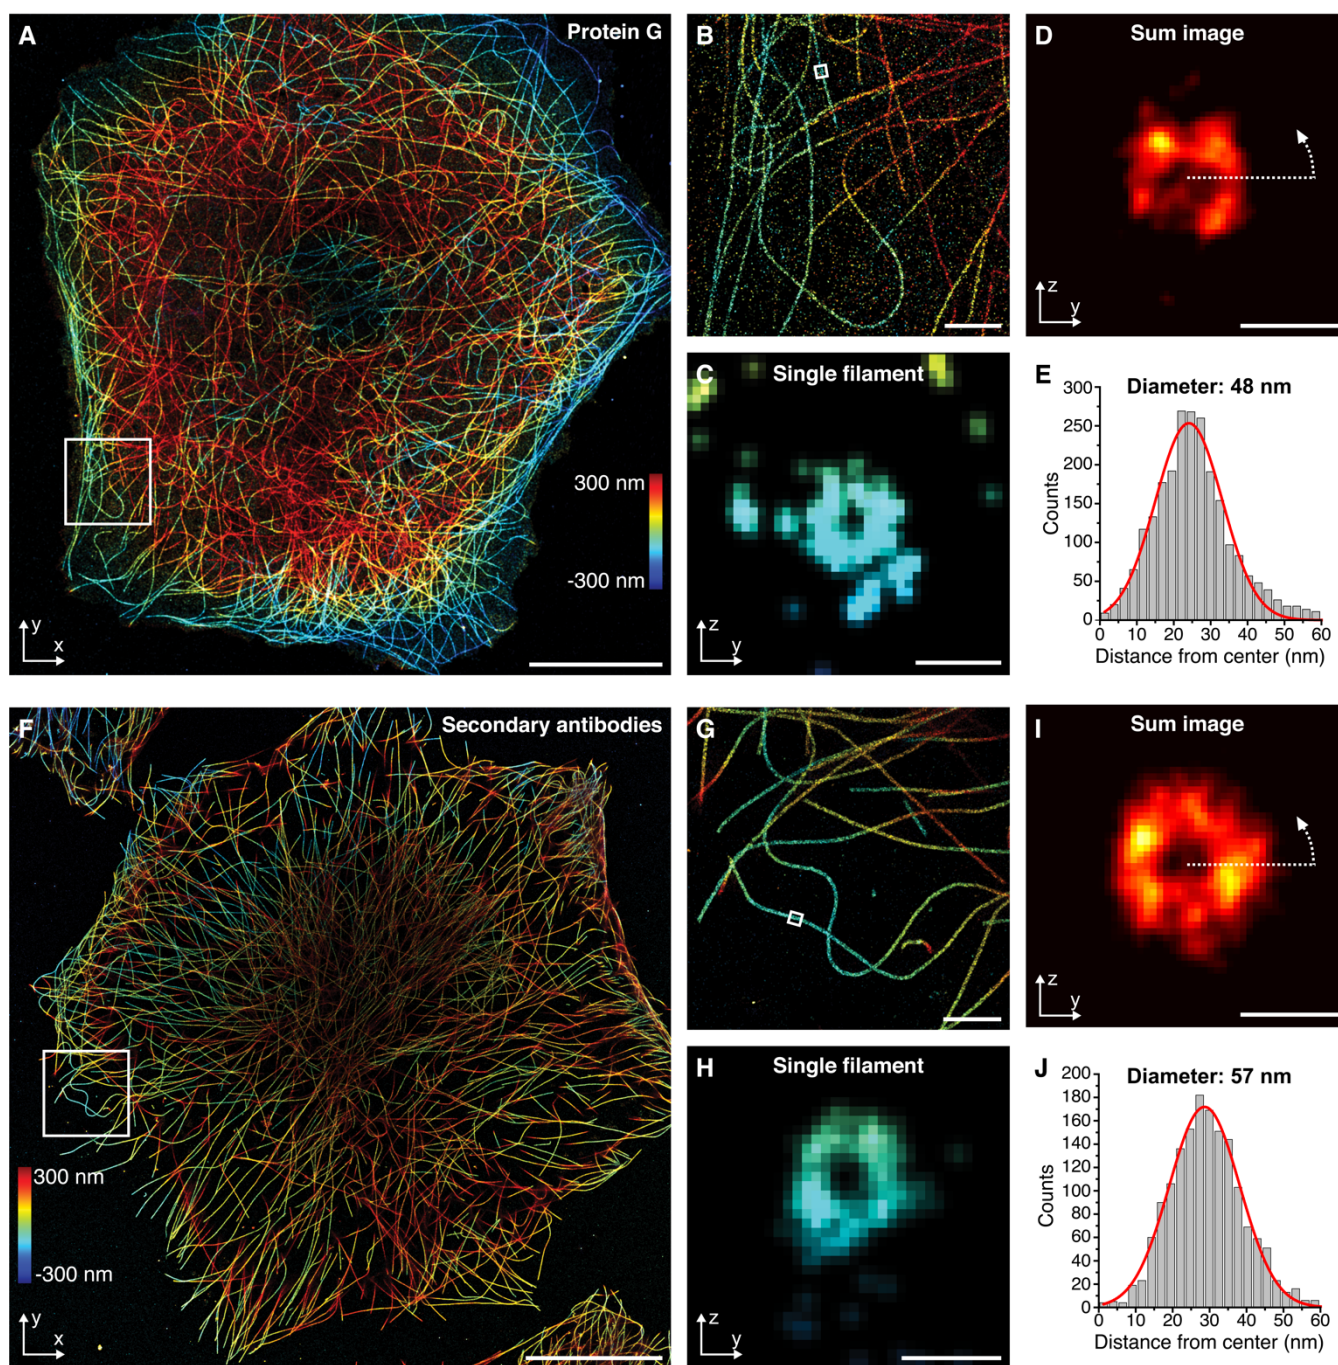 A
Protein G
300 nm
-300 nm
y
x
B
C
Single filament
z
y
D
Sum image
z
y
E
Diameter: 48 nm
300
250
200
150
100
50
0
Counts
0 10 20 30 40 50 60
Distance from center (nm)
F
Secondary antibodies
300 nm
-300 nm
y
x
G
H
Single filament
z
y
I
Sum image
z
y
J
Diameter: 57 nm
200
180
160
140
120
100
80
60
40
20
0
Counts
0 10 20 30 40 50 60
Distance from center (nm)